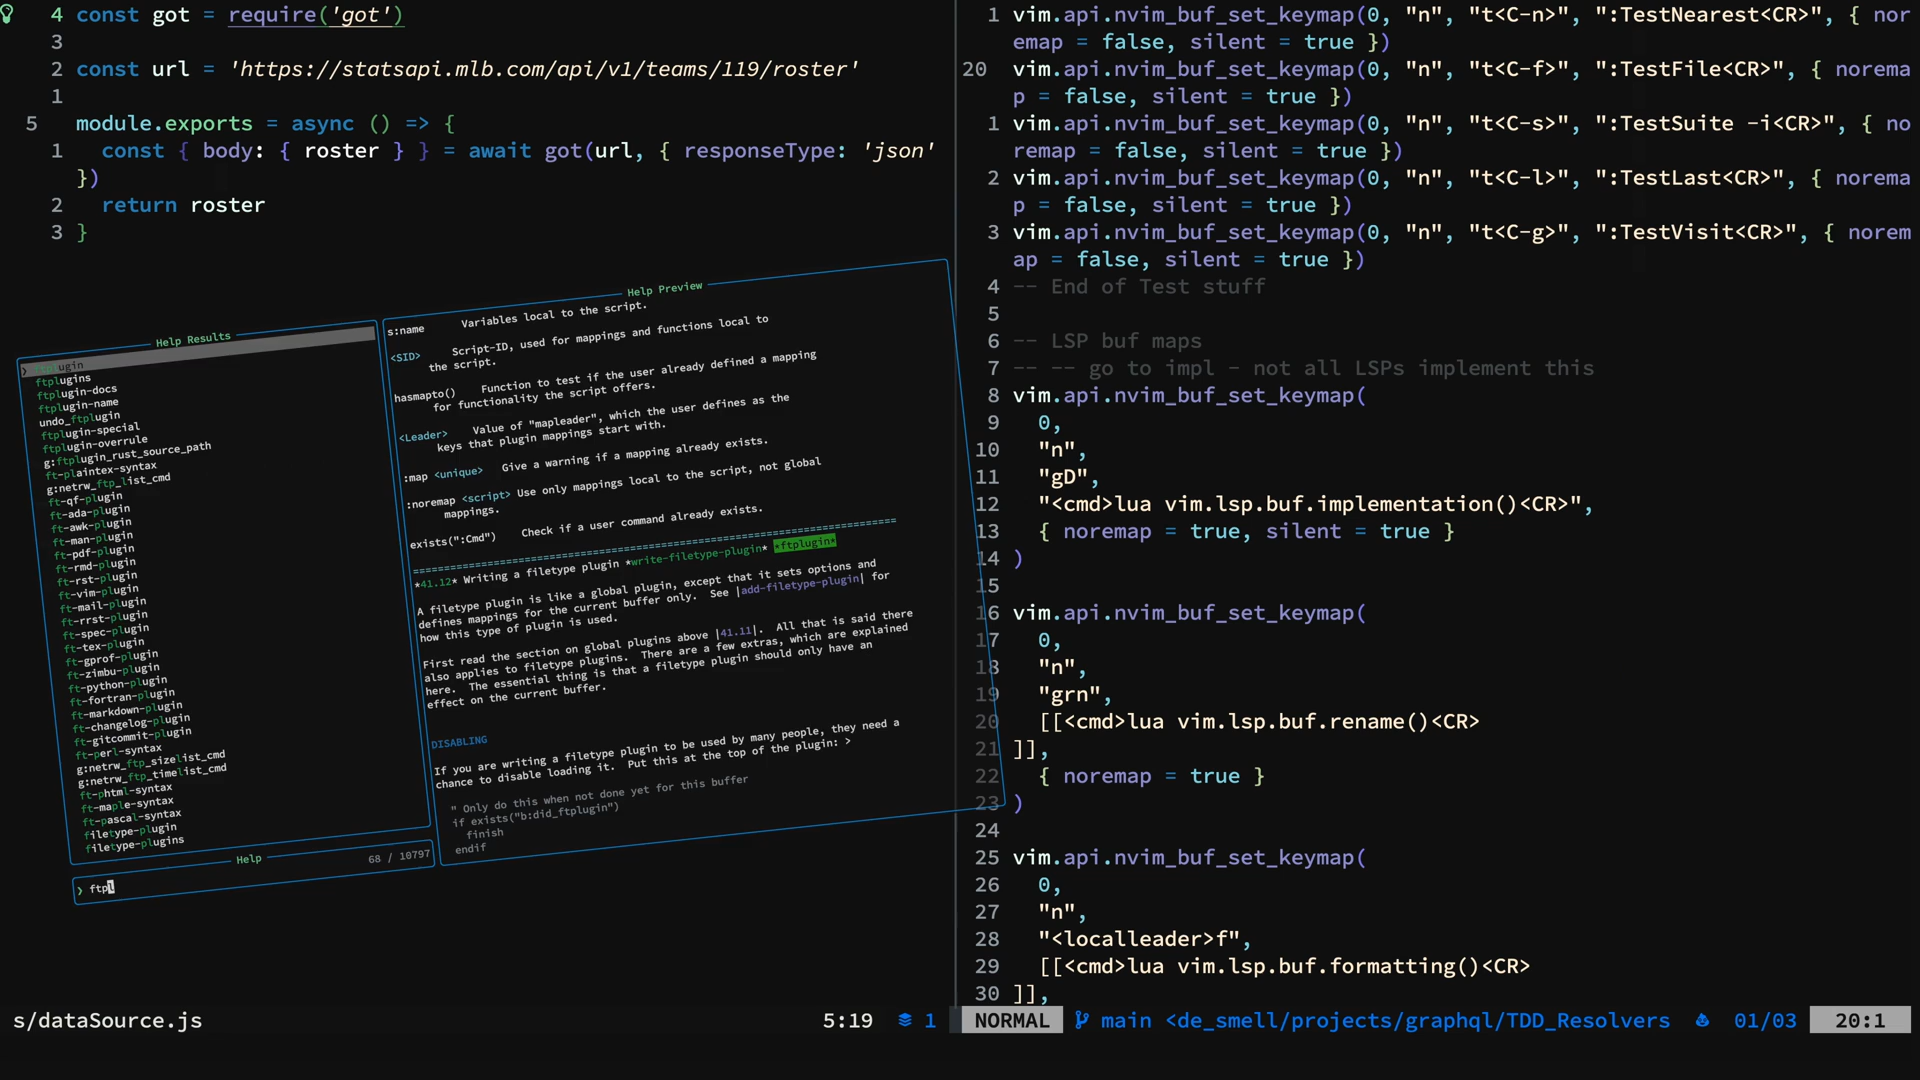 4 const got = require('got')
3
2 const url = 'https://statsapi.mlb.com/api/v1/teams/119/roster'
1
5 module.exports = async () => {
1 const { body: { roster } } = await got(url, { responseType: 'json'
})
2 return roster
3 }
Help Results
ftplugin
ftplugins
ftplugin-docs
ftplugin-name
undo_ftplugin
ftplugin-special
ftplugin-overrule
g:ftplugin_rust_source_path
ft-plaintex-syntax
g:netrw_ftp_list_cmd
ft-qf-plugin
ft-ada-plugin
ft-awk-plugin
ft-man-plugin
ft-pdf-plugin
ft-rmd-plugin
ft-rst-plugin
ft-vim-plugin
ft-mail-plugin
ft-rrst-plugin
ft-spec-plugin
ft-tex-plugin
ft-gprof-plugin
ft-zimbu-plugin
ft-python-plugin
ft-fortran-plugin
ft-markdown-plugin
ft-changelog-plugin
ft-gitcommit-plugin
ft-perl-syntax
g:netrw_ftp_sizelist_cmd
g:netrw_ftp_timelist_cmd
ft-phtml-syntax
ft-maple-syntax
ft-pascal-syntax
filetype-plugin
filetype-plugins
Help
68 / 10797
> ftpl
Help Preview
s:name Variables local to the script.
<SID> Script-ID, used for mappings and functions local to
the script.
hasmapto() Function to test if the user already defined a mapping
for functionality the script offers.
<Leader> Value of "mapleader", which the user defines as the
keys that plugin mappings start with.
:map <unique> Give a warning if a mapping already exists.
:noremap <script> Use only mappings local to the script, not global
mappings.
exists(":Cmd") Check if a user command already exists.
==============================================================================
*41.12* Writing a filetype plugin *write-filetype-plugin* *ftplugin*
A filetype plugin is like a global plugin, except that it sets options and
defines mappings for the current buffer only. See |add-filetype-plugin| for
how this type of plugin is used.
First read the section on global plugins above |41.11|. All that is said there
also applies to filetype plugins. There are a few extras, which are explained
here. The essential thing is that a filetype plugin should only have an
effect on the current buffer.
DISABLING
If you are writing a filetype plugin to be used by many people, they need a
chance to disable loading it. Put this at the top of the plugin: >
" Only do this when not done yet for this buffer
if exists("b:did_ftplugin")
finish
endif
s/dataSource.js 5:19 1
1 vim.api.nvim_buf_set_keymap(0, "n", "t<C-n>", ":TestNearest<CR>", { nor
emap = false, silent = true })
20 vim.api.nvim_buf_set_keymap(0, "n", "t<C-f>", ":TestFile<CR>", { norema
p = false, silent = true })
1 vim.api.nvim_buf_set_keymap(0, "n", "t<C-s>", ":TestSuite -i<CR>", { no
remap = false, silent = true })
2 vim.api.nvim_buf_set_keymap(0, "n", "t<C-l>", ":TestLast<CR>", { norema
p = false, silent = true })
3 vim.api.nvim_buf_set_keymap(0, "n", "t<C-g>", ":TestVisit<CR>", { norem
ap = false, silent = true })
4 -- End of Test stuff
5
6 -- LSP buf maps
7 -- -- go to impl - not all LSPs implement this
8 vim.api.nvim_buf_set_keymap(
9 0,
10 "n",
11 "gD",
12 "<cmd>lua vim.lsp.buf.implementation()<CR>",
13 { noremap = true, silent = true }
14 )
15
16 vim.api.nvim_buf_set_keymap(
17 0,
18 "n",
19 "grn",
20 [[<cmd>lua vim.lsp.buf.rename()<CR>
21 ]],
22 { noremap = true }
23 )
24
25 vim.api.nvim_buf_set_keymap(
26 0,
27 "n",
28 "<localleader>f",
29 [[<cmd>lua vim.lsp.buf.formatting()<CR>
30 ]],
NORMAL main <de_smell/projects/graphql/TDD_Resolvers 01/03 20:1